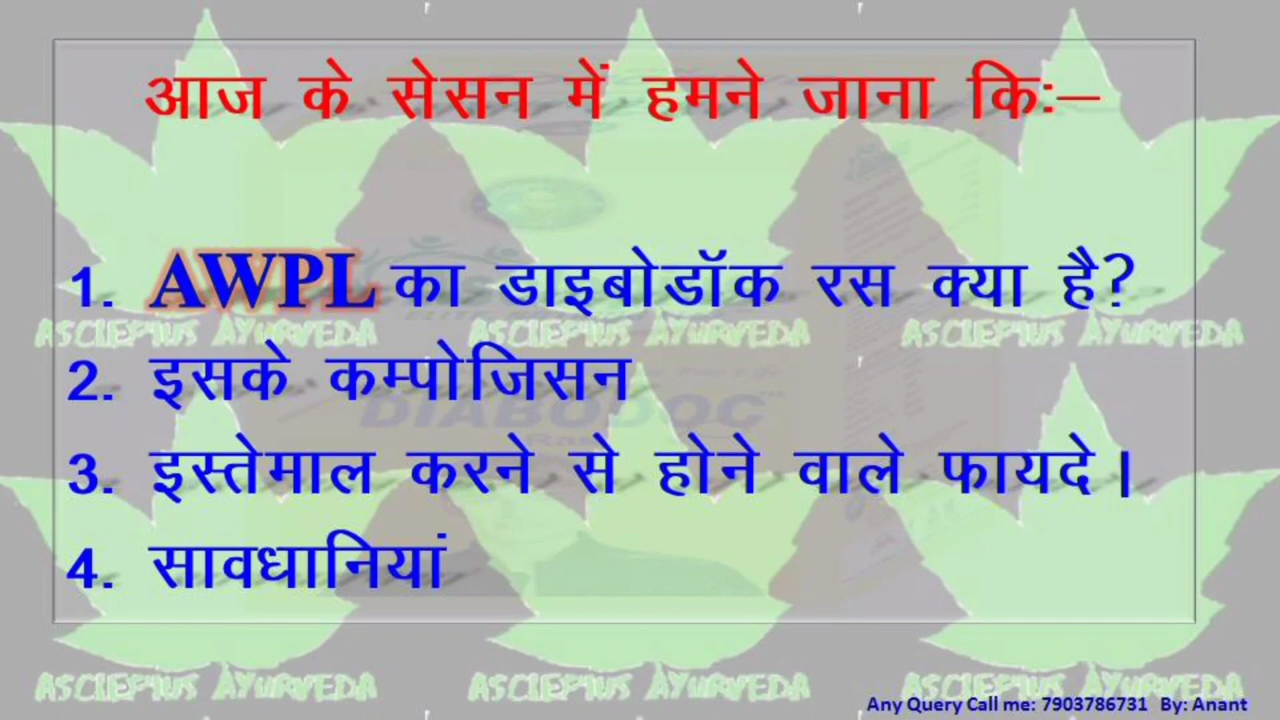 आज के सेसन में हमने जाना कि:–
1. AWPL का डाइबोडॉक रस क्या है?
2. इसके कम्पोजिसन
DIABODOC
Ras
3. इस्तेमाल करने से होने वाले फायदे।
4. सावधानियां
ASCLEPIUS AYURVEDA ASCLEPIUS AYURVEDA ASCLEPIUS AYURVEDA
ASCLEPIUS AYURVEDA ASCLEPIUS AYURVEDA ASCLEPIUS AYURVEDA
Any Query Call me: 7903786731 By: Anant